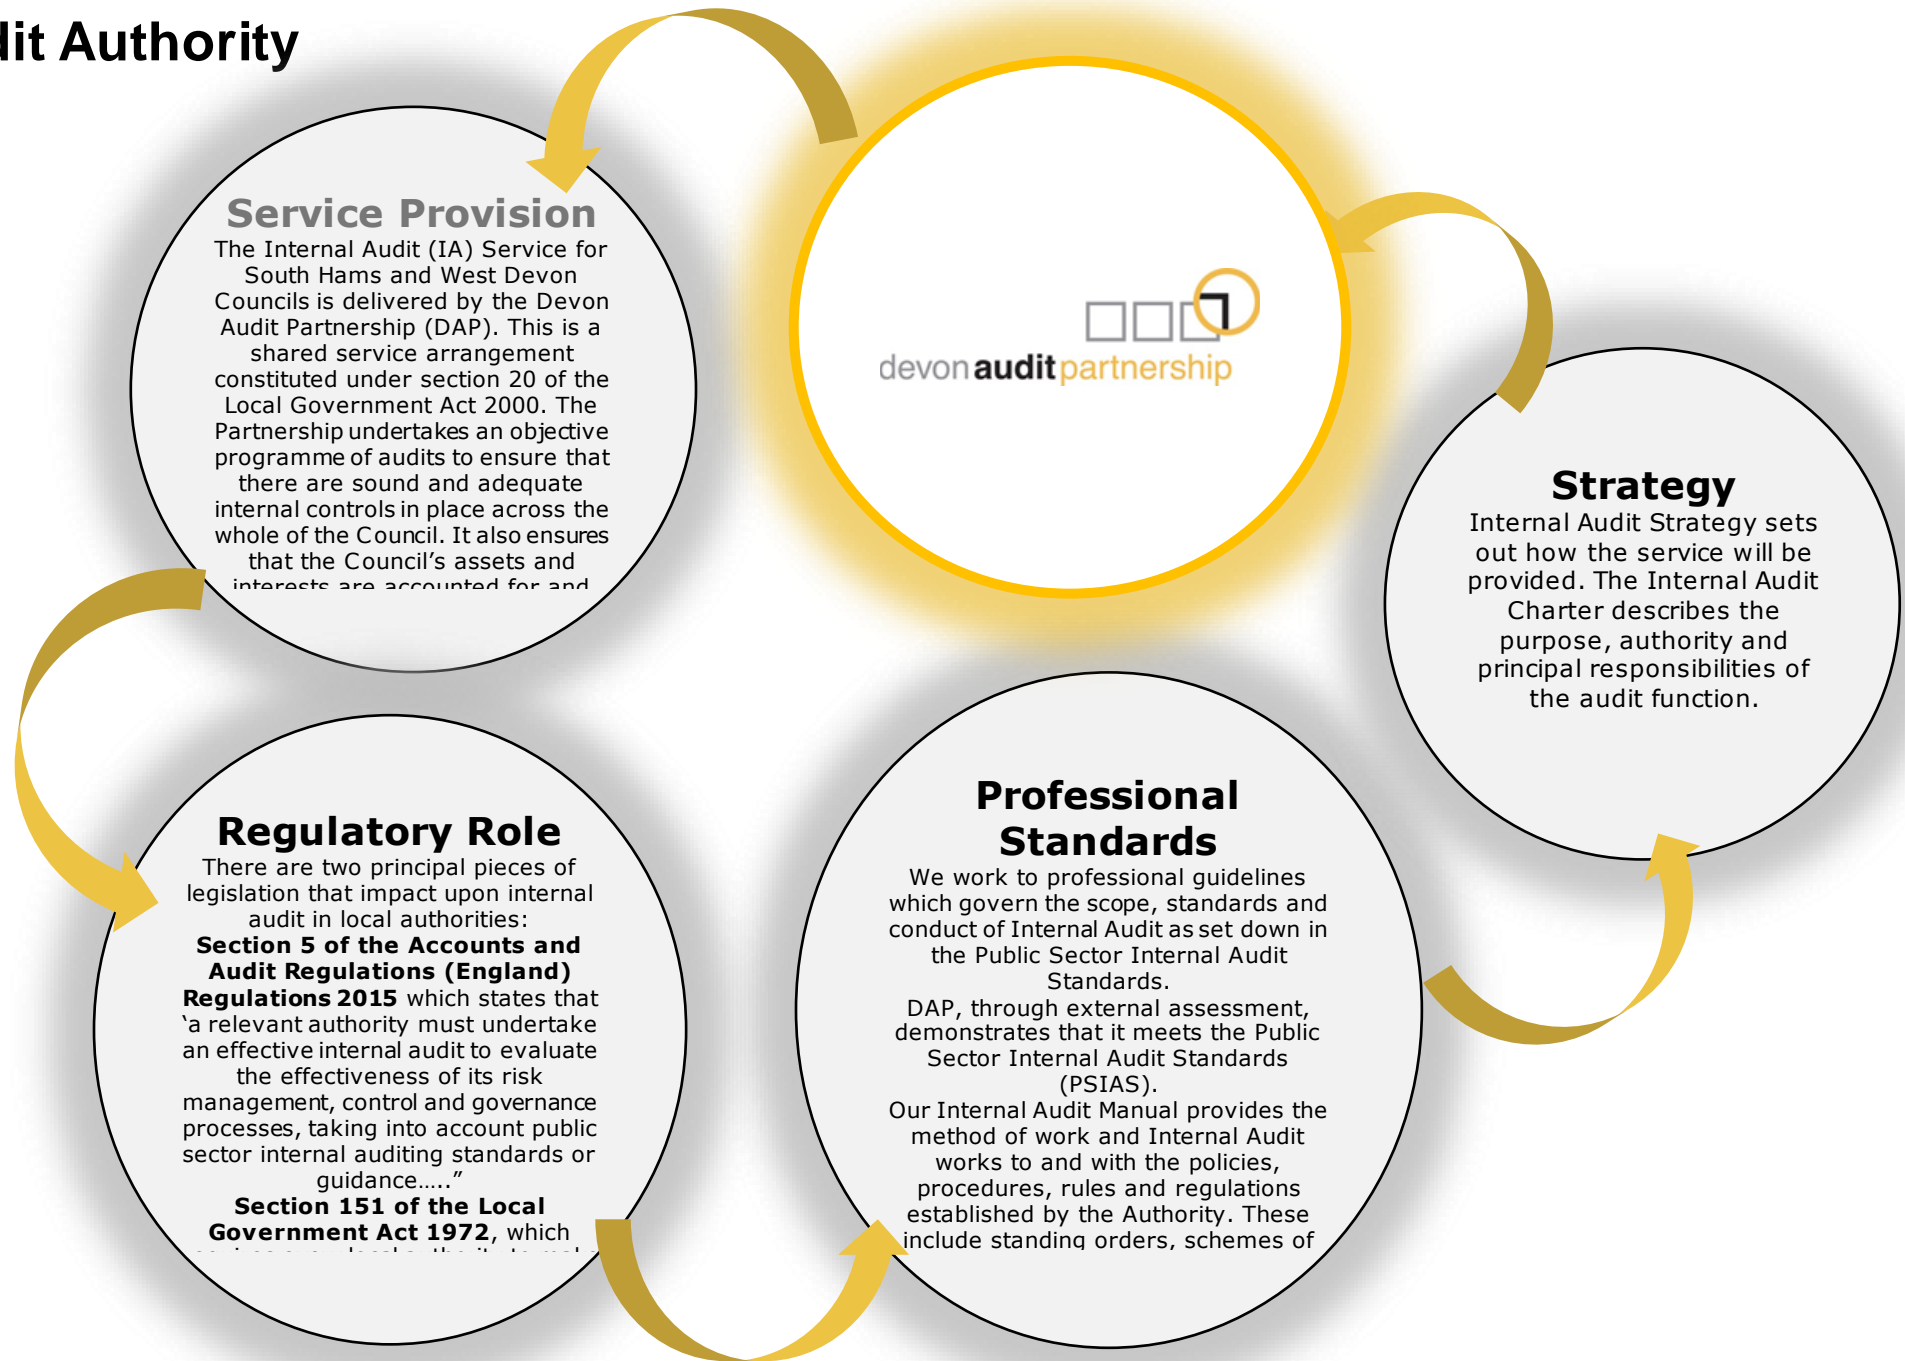 dit Authority
Service Provision
The Internal Audit (IA) Service for
South Hams and West Devon
Councils is delivered by the Devon
Audit Partnership (DAP). This is a
shared service arrangement
constituted under section 20 of the
Local Government Act 2000. The
Partnership undertakes an objective
programme of audits to ensure that
there are sound and adequate
internal controls in place across the
whole of the Council. It also ensures
that the Council’s assets and
interests are accounted for and
devonauditpartnership
Strategy
Internal Audit Strategy sets
out how the service will be
provided. The Internal Audit
Charter describes the
purpose, authority and
principal responsibilities of
the audit function.
Regulatory Role
There are two principal pieces of
legislation that impact upon internal
audit in local authorities:
Section 5 of the Accounts and
Audit Regulations (England)
Regulations 2015 which states that
‘a relevant authority must undertake
an effective internal audit to evaluate
the effectiveness of its risk
management, control and governance
processes, taking into account public
sector internal auditing standards or
guidance…..”
Section 151 of the Local
Government Act 1972, which
every local authority to make
Professional
Standards
We work to professional guidelines
which govern the scope, standards and
conduct of Internal Audit as set down in
the Public Sector Internal Audit
Standards.
DAP, through external assessment,
demonstrates that it meets the Public
Sector Internal Audit Standards
(PSIAS).
Our Internal Audit Manual provides the
method of work and Internal Audit
works to and with the policies,
procedures, rules and regulations
established by the Authority. These
include standing orders, schemes of